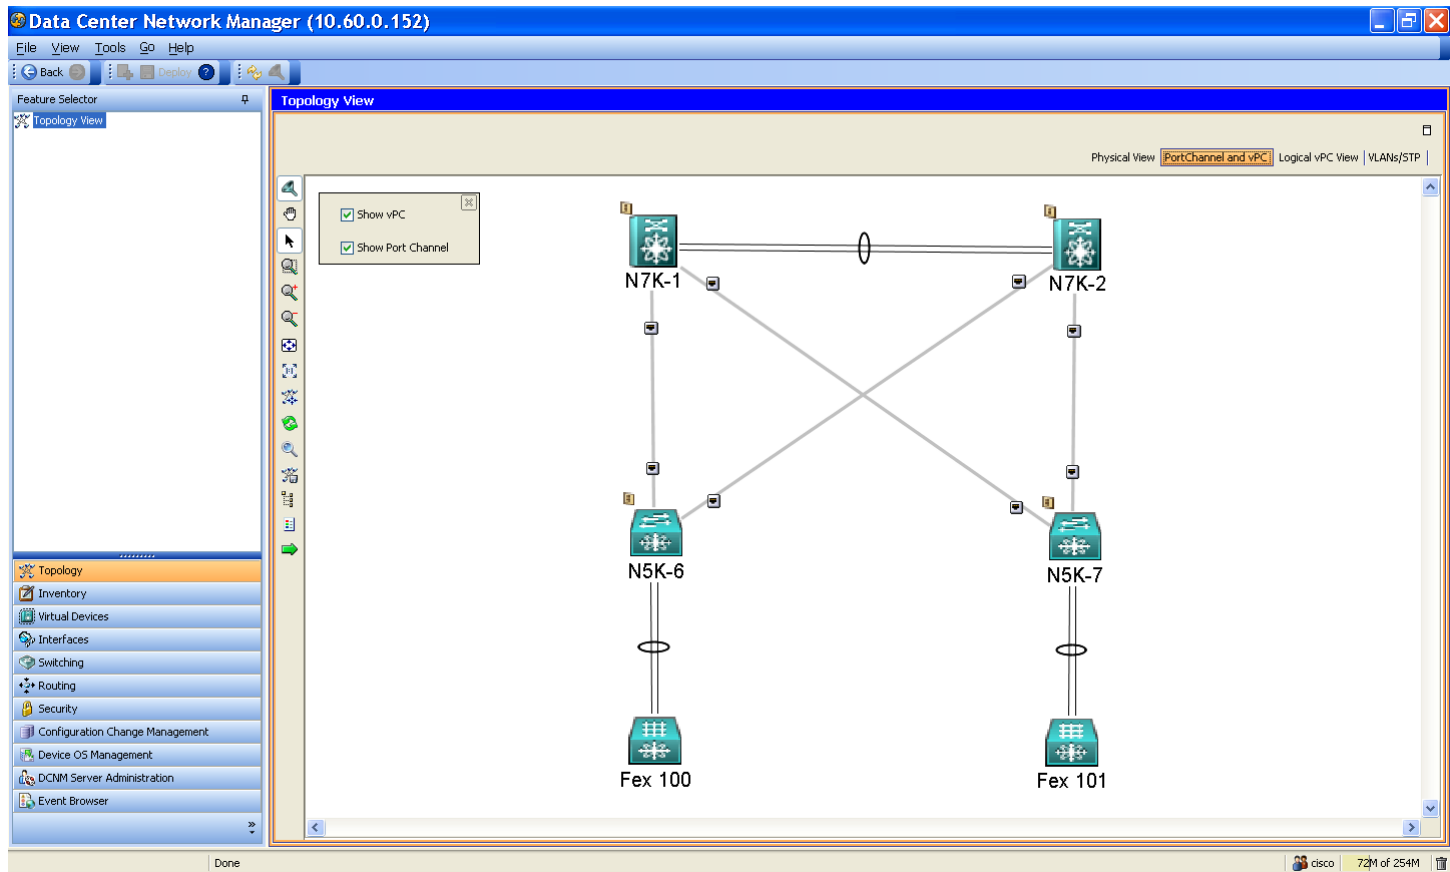 Data Center Network Manager (10.60.0.152)
File View Tools Go Help
Back Deploy ?
Feature Selector
Topology View
Topology View
Physical View PortChannel and vPC Logical vPC View VLANs/STP
Show vPC
Show Port Channel
N7K-1
N7K-2
N5K-6
N5K-7
Fex 100
Fex 101
Topology
Inventory
Virtual Devices
Interfaces
Switching
Routing
Security
Configuration Change Management
Device OS Management
DCNM Server Administration
Event Browser
Done
cisco 72M of 254M